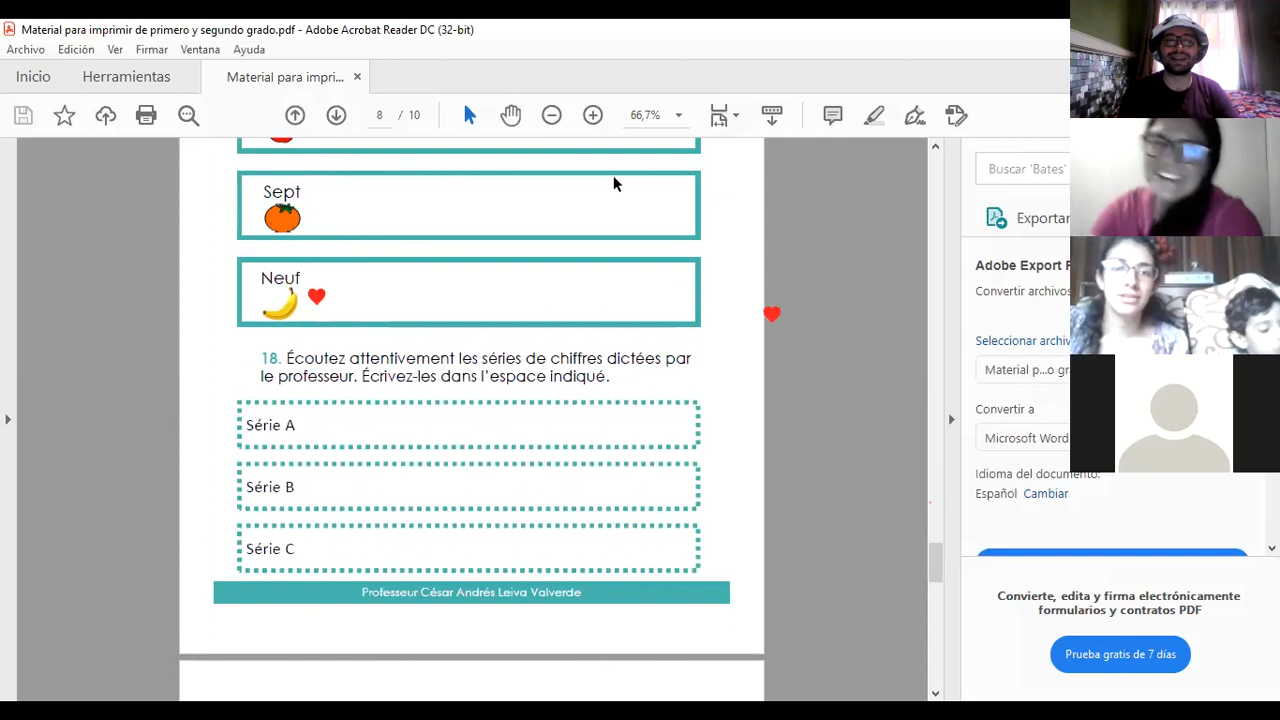 Material para imprimir de primero y segundo grado.pdf - Adobe Acrobat Reader DC (32-bit)
Archivo Edición Ver Firmar Ventana Ayuda
Inicio Herramientas Material para impri... ×
8 / 10 66,7%
Sept
Neuf
18. Écoutez attentivement les séries de chiffres dictées par
le professeur. Écrivez-les dans l'espace indiqué.
Série A
Série B
Série C
Professeur César Andrés Leiva Valverde
Buscar 'Bates'
Exportar
Adobe Export
Convertir archivos
Seleccionar archiv
Material p...o gr
Convertir a
Microsoft Word
Idioma del documento:
Español Cambiar
Convierte, edita y firma electrónicamente
formularios y contratos PDF
Prueba gratis de 7 días